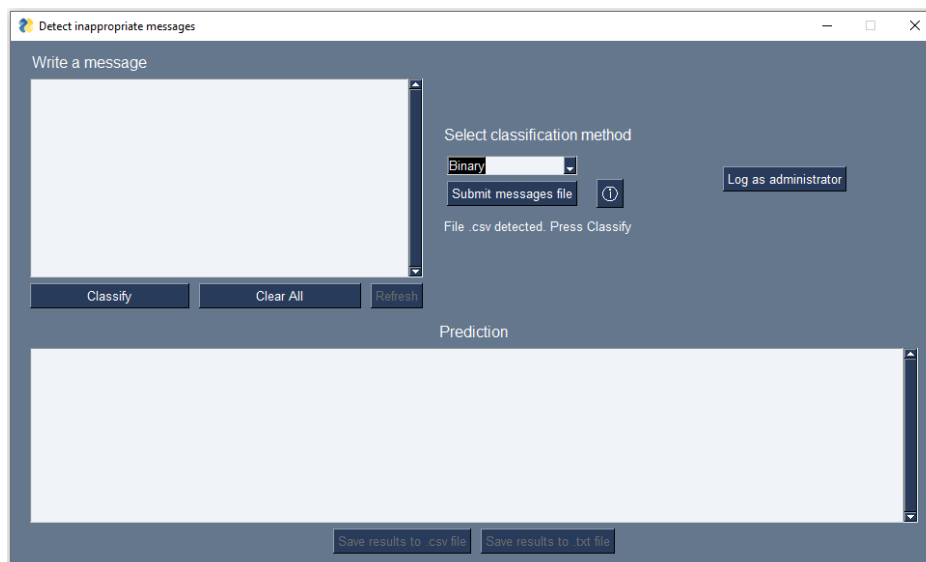 Detect inappropriate messages
Write a message
Select classification method
Binary
Log as administrator
Submit messages file
File .csv detected. Press Classify
Classify
Clear All
Refresh
Prediction
Save results to .csv file
Save results to .txt file